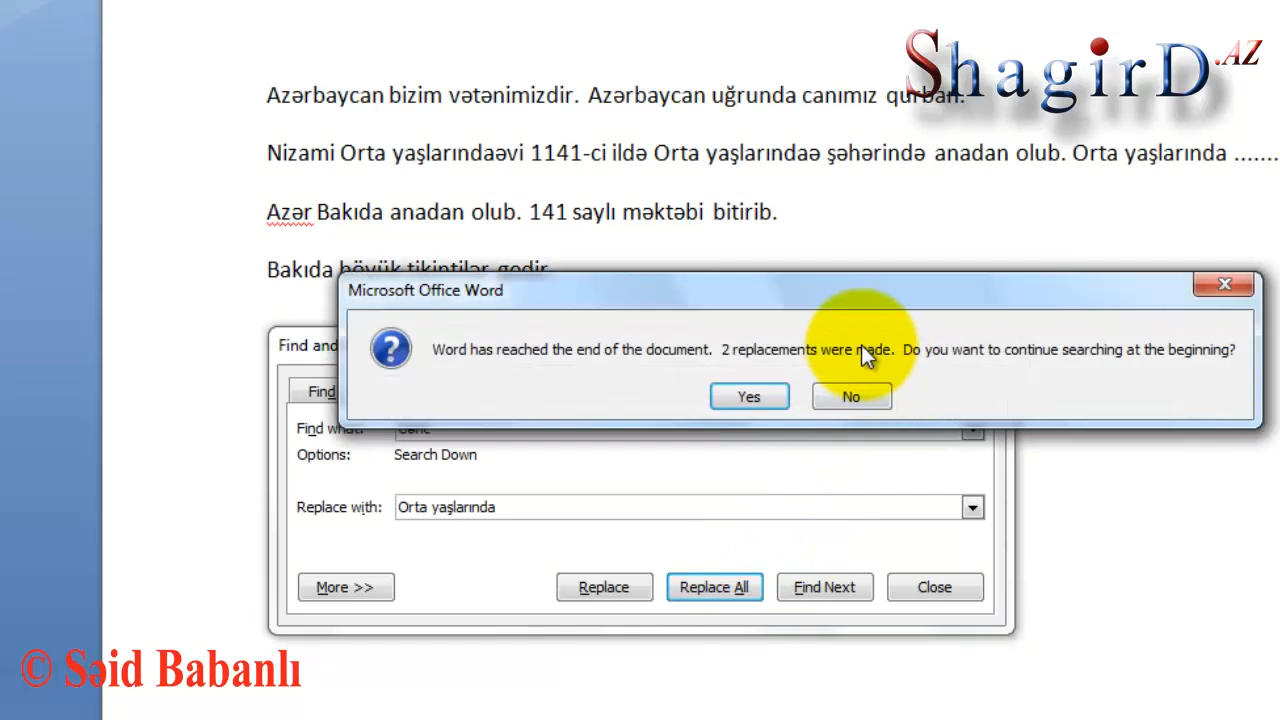 ShagirD.AZ
Azərbaycan bizim vətənimizdir. Azərbaycan uğrunda canımız qurban.
Nizami Orta yaşlarındaəvi 1141-ci ildə Orta yaşlarındaə şəhərində anadan olub. Orta yaşlarında .......
Azər Bakıda anadan olub. 141 saylı məktəbi bitirib.
Bakıda böyük tikintilər gedir
Microsoft Office Word
Word has reached the end of the document. 2 replacements were made. Do you want to continue searching at the beginning?
Yes No
Find and
Find
Find what:
Options: Search Down
Replace with: Orta yaşlarında
More >> Replace Replace All Find Next Close
© Səid Babanlı